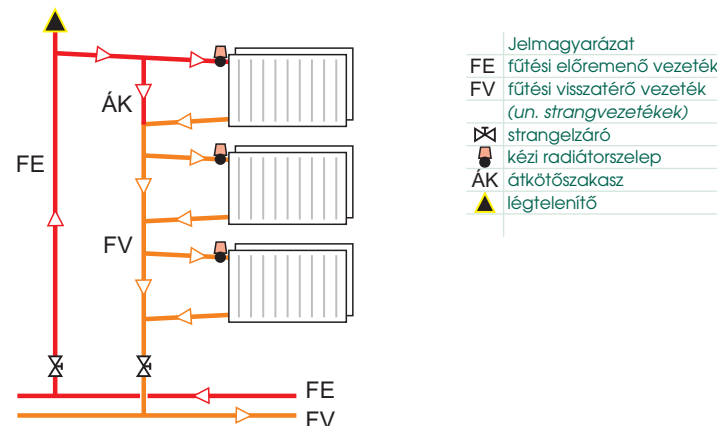 ÁK
FE
FV
FE
FV
Jelmagyarázat
FE fűtési előremenő vezeték
FV fűtési visszatérő vezeték
(un. strangvezetékek)
strangelzáró
kézi radiátorszelep
ÁK átkötőszakasz
légtelenítő